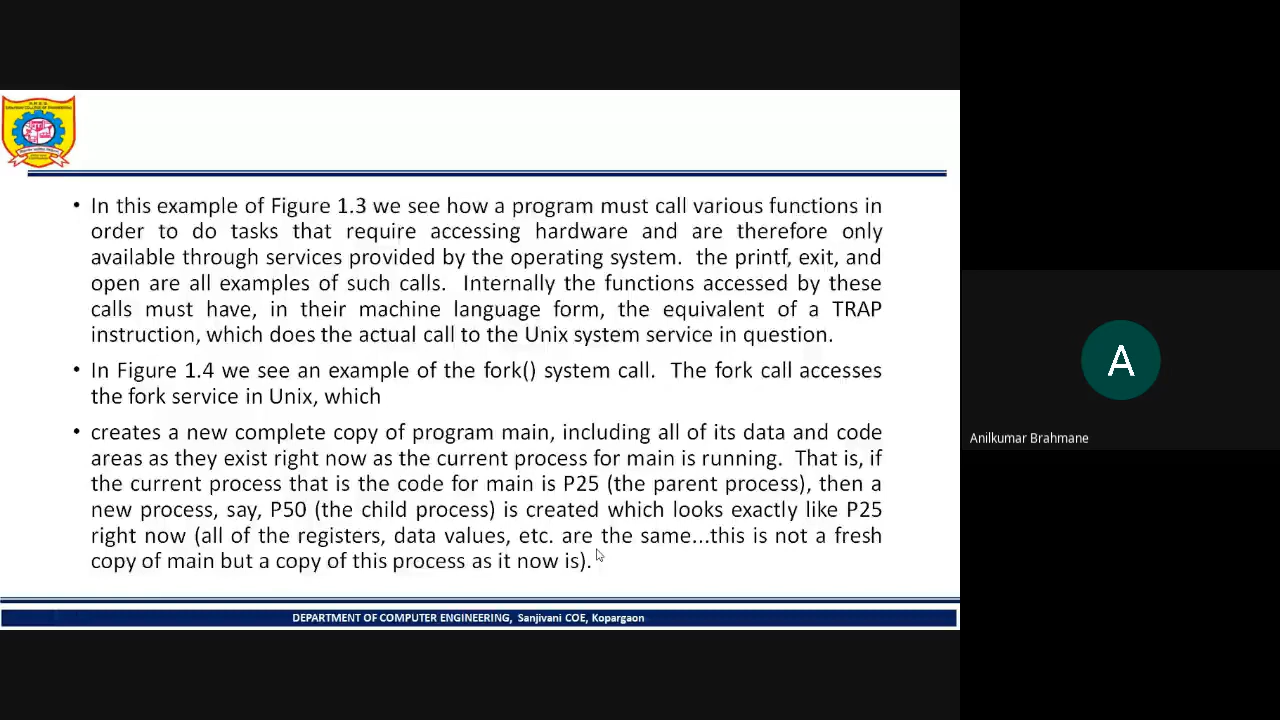 • In this example of Figure 1.3 we see how a program must call various functions in
order to do tasks that require accessing hardware and are therefore only
available through services provided by the operating system.  the printf, exit, and
open are all examples of such calls.  Internally the functions accessed by these
calls must have, in their machine language form, the equivalent of a TRAP
instruction, which does the actual call to the Unix system service in question.
• In Figure 1.4 we see an example of the fork() system call.  The fork call accesses
the fork service in Unix, which
• creates a new complete copy of program main, including all of its data and code
areas as they exist right now as the current process for main is running.  That is, if
the current process that is the code for main is P25 (the parent process), then a
new process, say, P50 (the child process) is created which looks exactly like P25
right now (all of the registers, data values, etc. are the same...this is not a fresh
copy of main but a copy of this process as it now is).
DEPARTMENT OF COMPUTER ENGINEERING, Sanjivani COE, Kopargaon
A
Anilkumar Brahmane